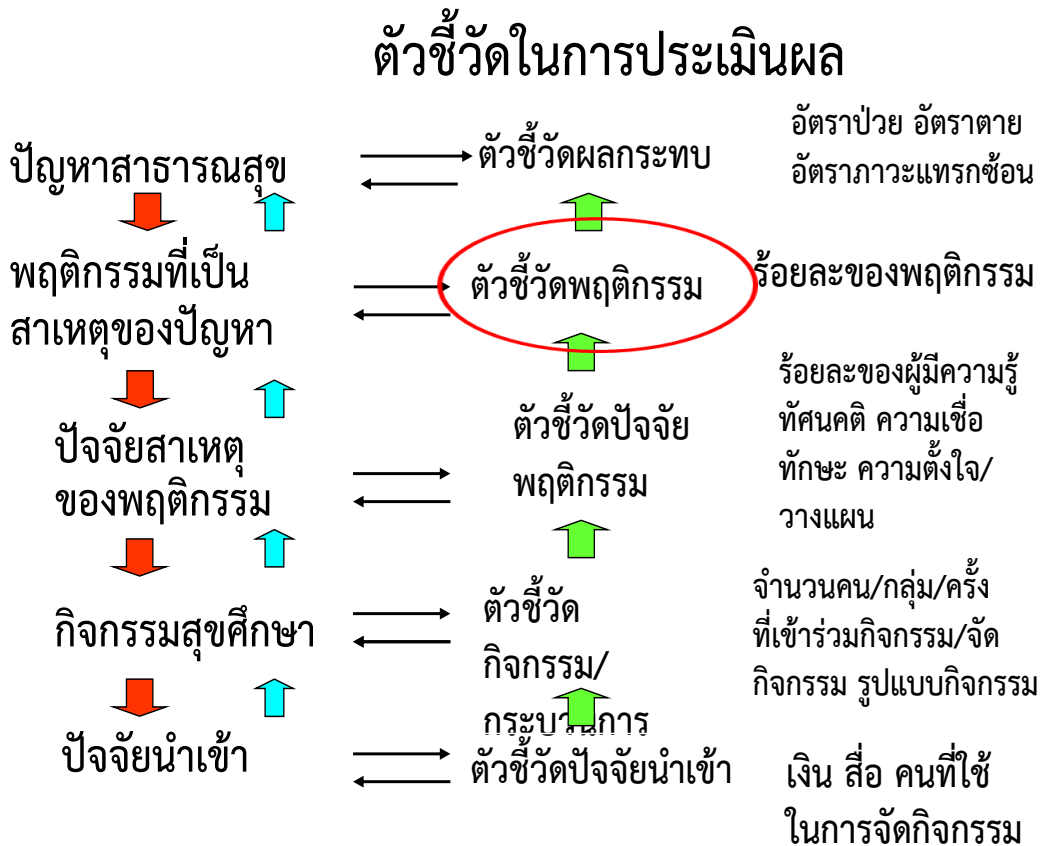 ตัวชี้วัดในการประเมินผล
ปัญหาสาธารณสุข
ตัวชี้วัดผลกระทบ
อัตราป่วย อัตราตาย
อัตราภาวะแทรกซ้อน
พฤติกรรมที่เป็น
สาเหตุของปัญหา
ตัวชี้วัดพฤติกรรม
ร้อยละของพฤติกรรม
ปัจจัยสาเหตุ
ของพฤติกรรม
ตัวชี้วัดปัจจัย
พฤติกรรม
ร้อยละของผู้มีความรู้
ทัศนคติ ความเชื่อ
ทักษะ ความตั้งใจ/
วางแผน
กิจกรรมสุขศึกษา
ตัวชี้วัด
กิจกรรม/
กระบวนการ
จำนวนคน/กลุ่ม/ครั้ง
ที่เข้าร่วมกิจกรรม/จัด
กิจกรรม รูปแบบกิจกรรม
ปัจจัยนำเข้า
ตัวชี้วัดปัจจัยนำเข้า
เงิน สื่อ คนที่ใช้
ในการจัดกิจกรรม